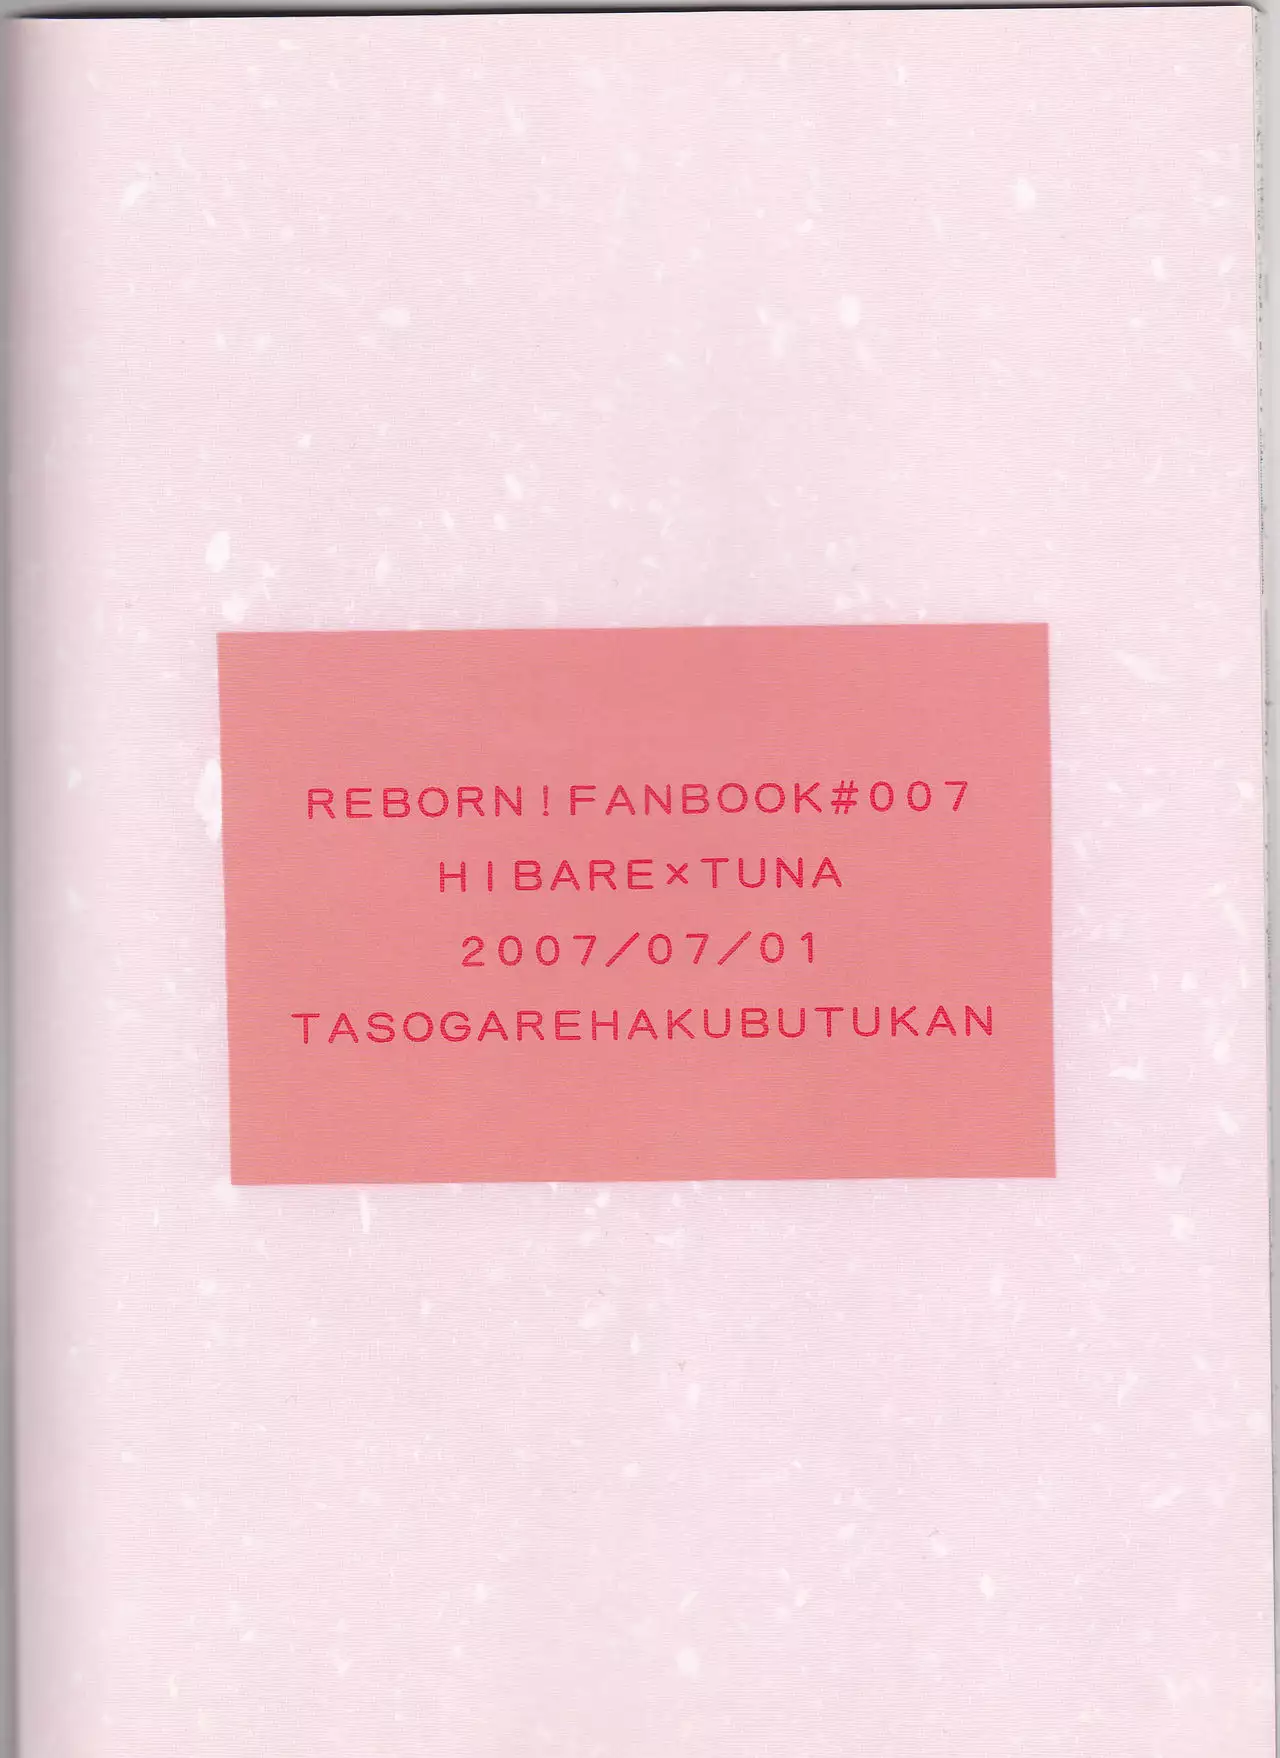 REBORN!FANBOOK#007
HIBARE×TUNA
2007/07/01
TASOGAREHAKUBUTUKAN